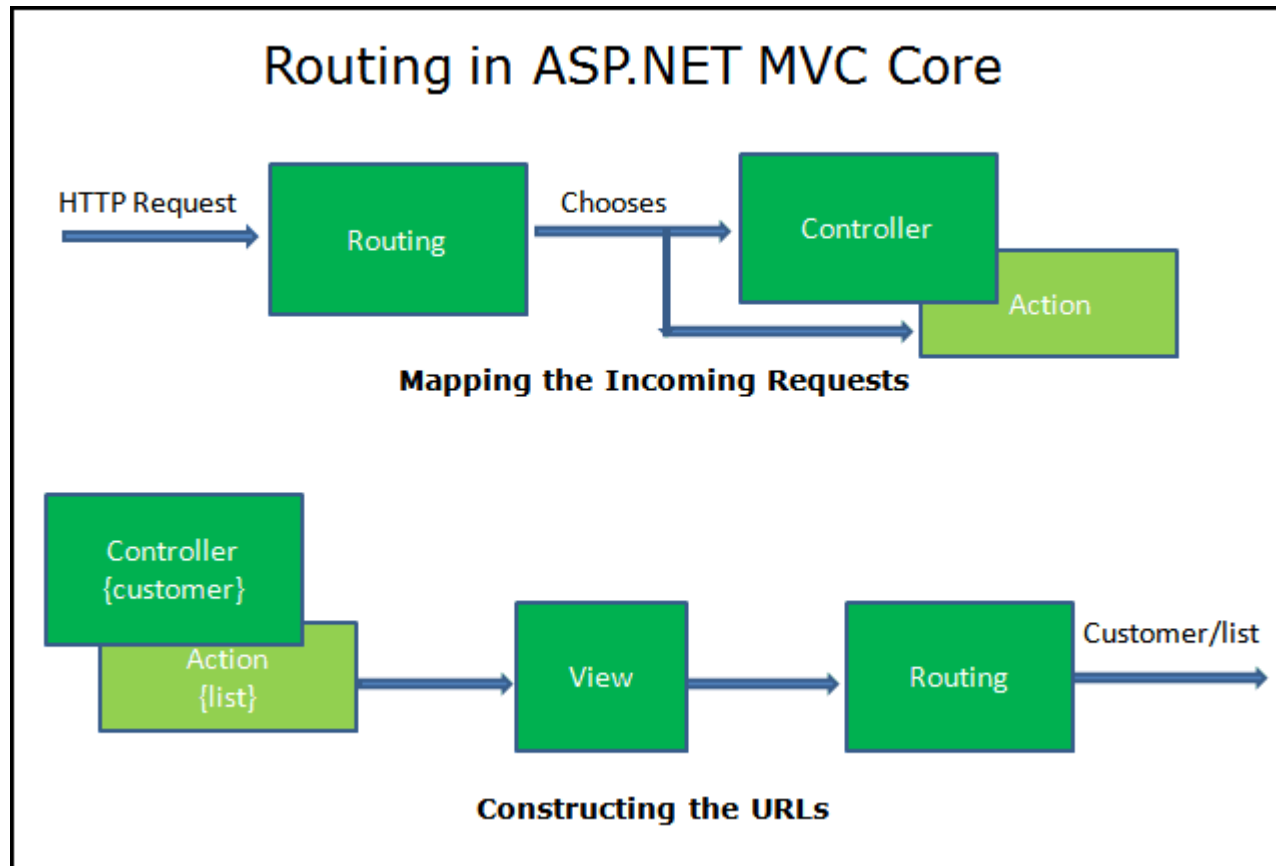 Routing in ASP.NET MVC Core
HTTP Request
Routing
Chooses
Controller
Action
Mapping the Incoming Requests
Controller
{customer}
Action
{list}
View
Routing
Customer/list
Constructing the URLs